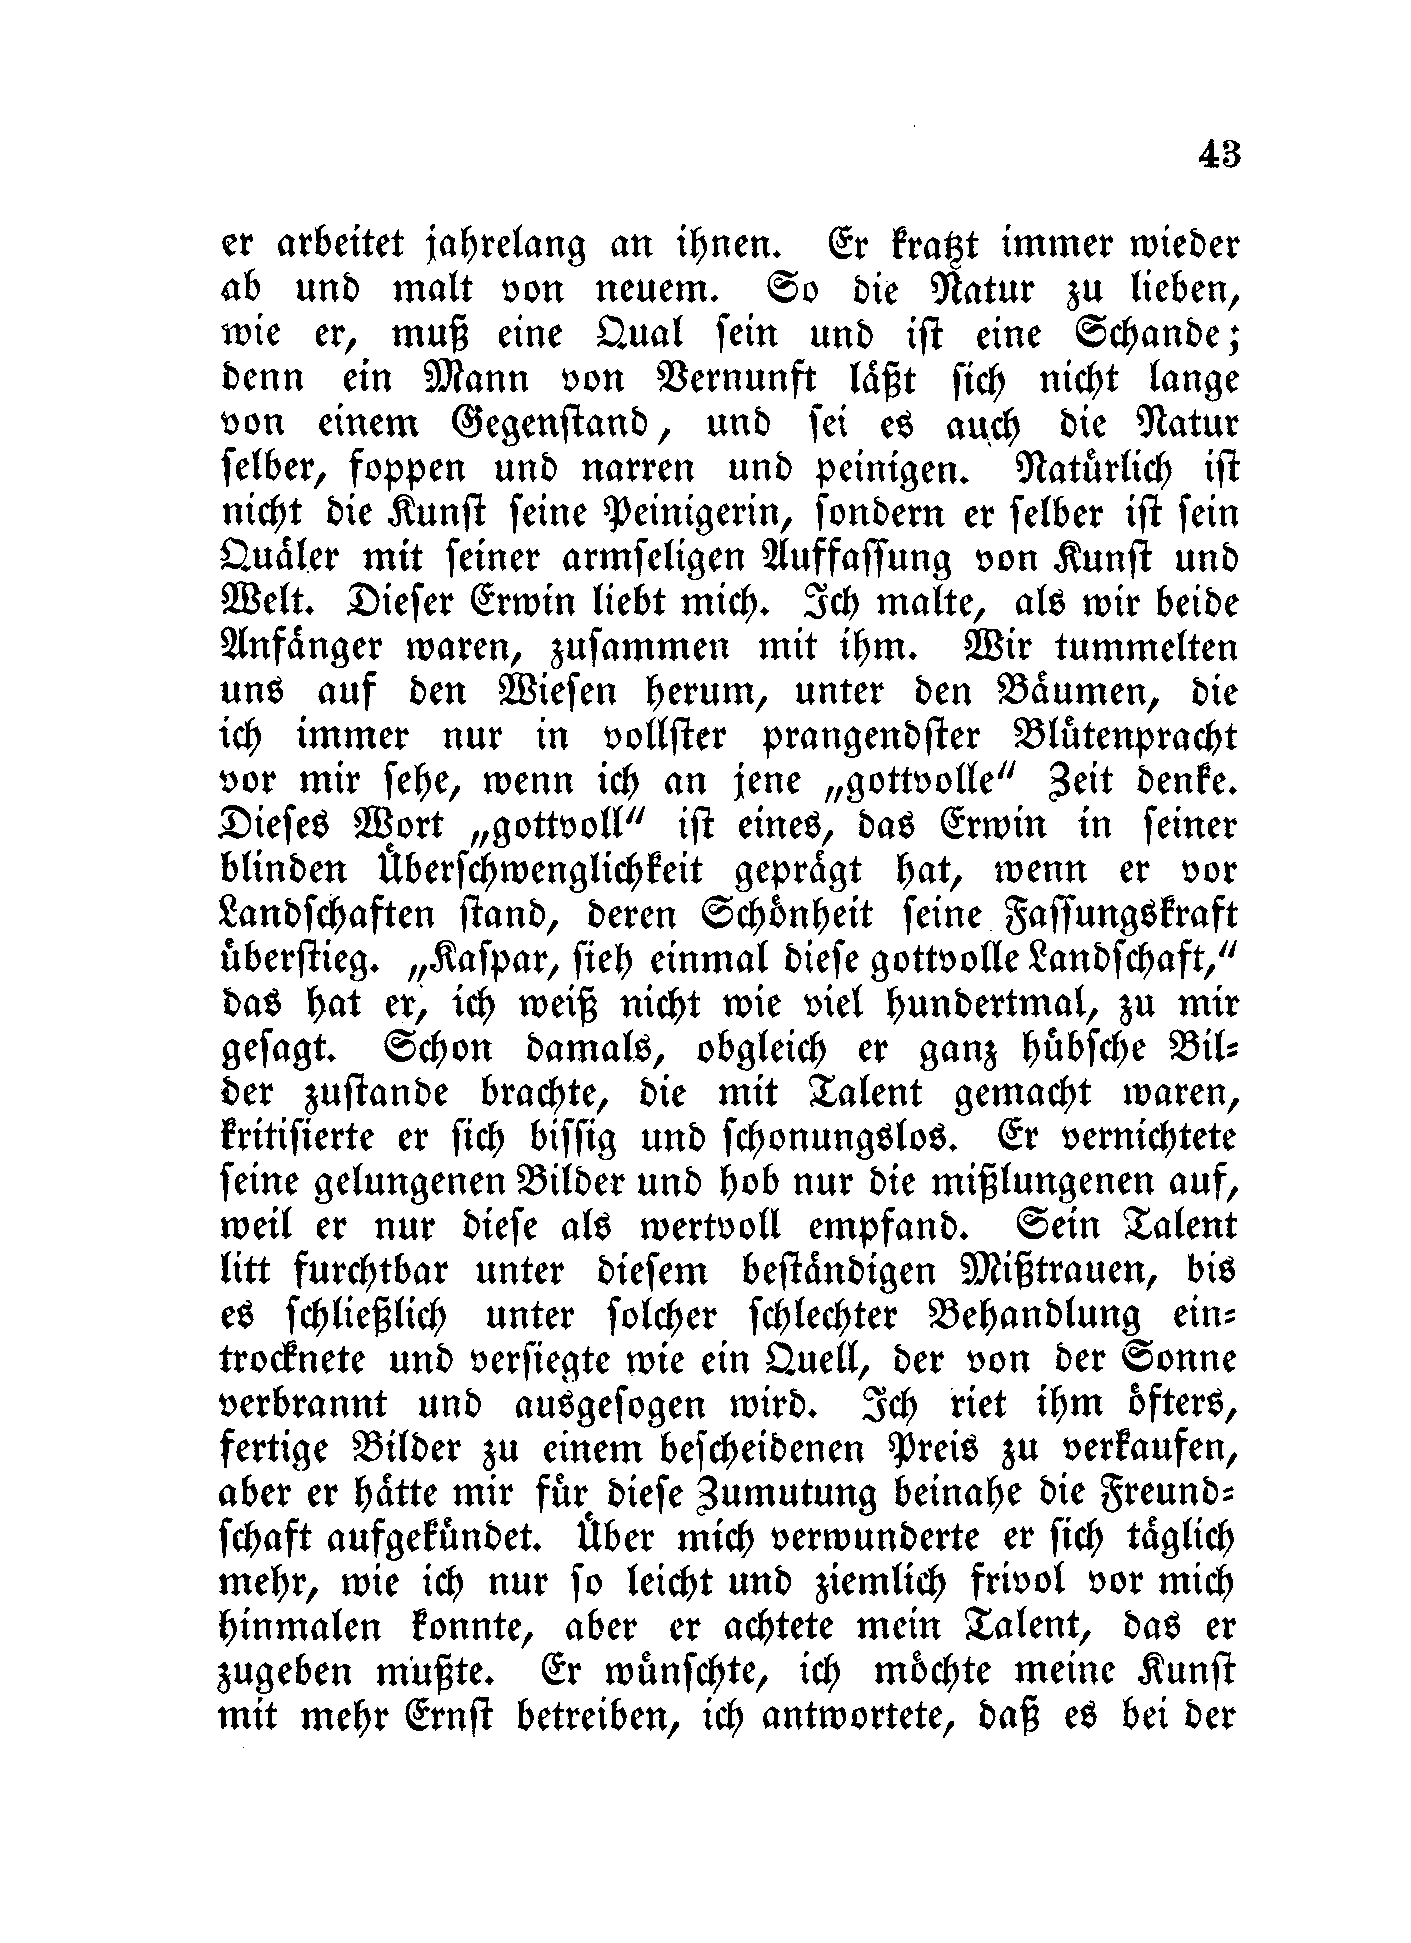 43
er arbeitet jahrelang an ihnen. Er kratzt immer wieder
ab und malt von neuem. So die Natur zu lieben,
wie er, muß eine Qual sein und ist eine Schande;
denn ein Mann von Vernunft läßt sich nicht lange
von einem Gegenstand, und sei es auch die Natur
selber, foppen und narren und peinigen. Natürlich ist
nicht die Kunst seine Peinigerin, sondern er selber ist sein
Quäler mit seiner armseligen Auffassung von Kunst und
Welt. Dieser Erwin liebt mich. Ich malte, als wir beide
Anfänger waren, zusammen mit ihm. Wir tummelten
uns auf den Wiesen herum, unter den Bäumen, die
ich immer nur in vollster prangendster Blütenpracht
vor mir sehe, wenn ich an jene „gottvolle“ Zeit denke.
Dieses Wort „gottvoll“ ist eines, das Erwin in seiner
blinden Überschwenglichkeit geprägt hat, wenn er vor
Landschaften stand, deren Schönheit seine Fassungskraft
überstieg. „Kaspar, sieh einmal diese gottvolle Landschaft,“
das hat er, ich weiß nicht wie viel hundertmal, zu mir
gesagt. Schon damals, obgleich er ganz hübsche Bil-
der zustande brachte, die mit Talent gemacht waren,
kritisierte er sich bissig und schonungslos. Er vernichtete
seine gelungenen Bilder und hob nur die mißlungenen auf,
weil er nur diese als wertvoll empfand. Sein Talent
litt furchtbar unter diesem beständigen Mißtrauen, bis
es schließlich unter solcher schlechter Behandlung ein-
trocknete und versiegte wie ein Quell, der von der Sonne
verbrannt und ausgesogen wird. Ich riet ihm öfters,
fertige Bilder zu einem bescheidenen Preis zu verkaufen,
aber er hätte mir für diese Zumutung beinahe die Freund-
schaft aufgekündet. Über mich verwunderte er sich täglich
mehr, wie ich nur so leicht und ziemlich frivol vor mich
hinmalen konnte, aber er achtete mein Talent, das er
zugeben mußte. Er wünschte, ich möchte meine Kunst
mit mehr Ernst betreiben, ich antwortete, daß es bei der